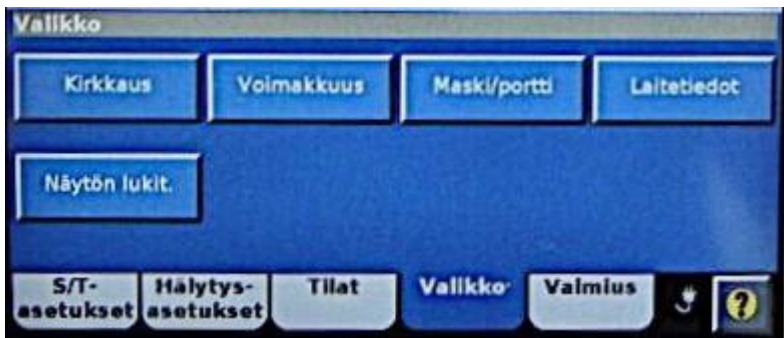 Valikko
Kirkkaus
Voimakkuus
Maski/portti
Laitetiedot
Näytön lukit.
S/T-
asetukset
Hälytys-
asetukset
Tilat
Valikko
Valmius
?